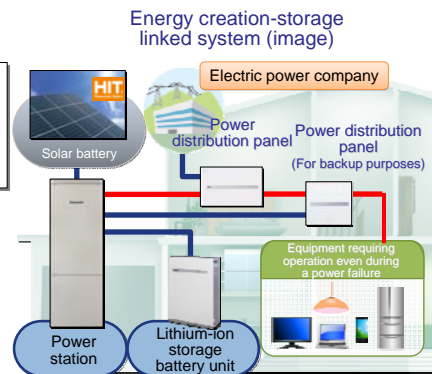 Energy creation-storage
linked system (image)
HIT
Electric power company
Solar battery
Power
distribution panel
Power distribution
panel
(For backup purposes)
Equipment requiring
operation even during
a power failure
Power
station
Lithium-ion
storage
battery unit